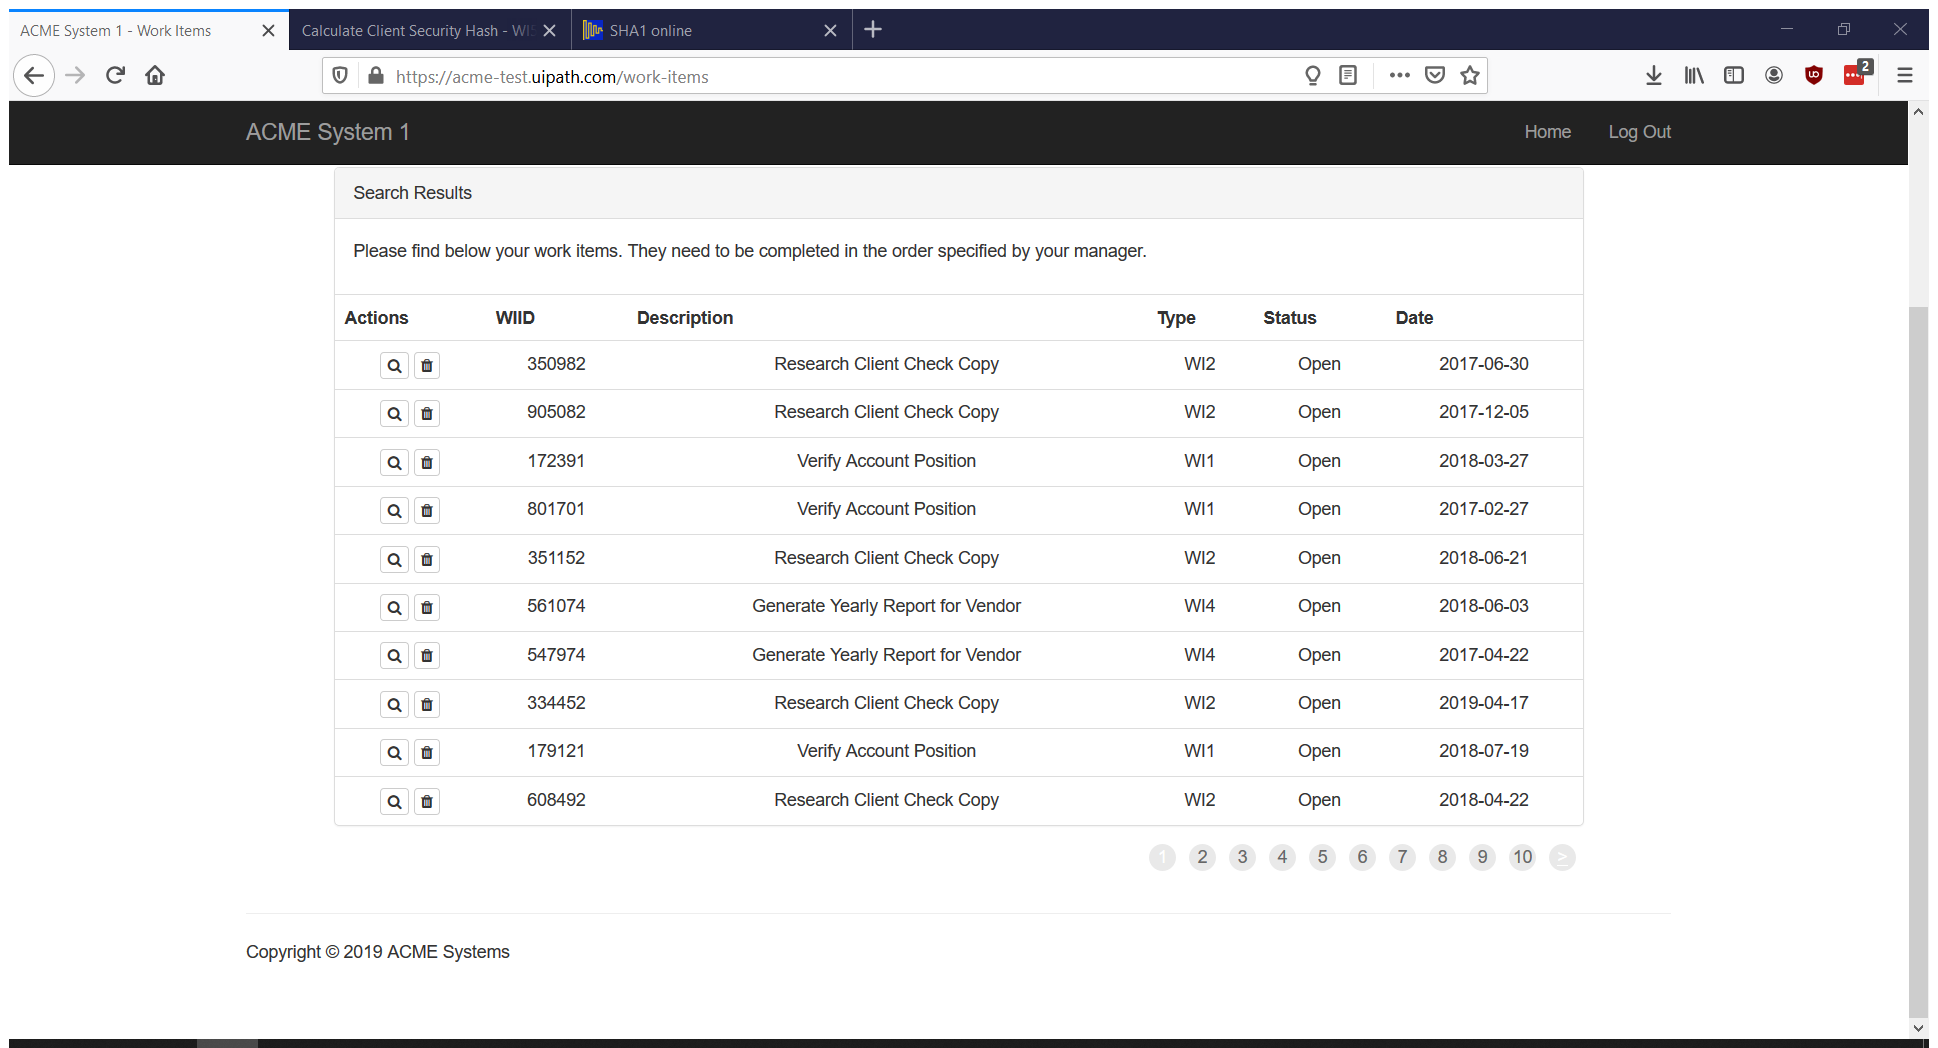 ACME System 1 - Work Items
Calculate Client Security Hash - WIS
SHA1 online
https://acme-test.uipath.com/work-items
2
ACME System 1
Home
Log Out
Search Results
Please find below your work items. They need to be completed in the order specified by your manager.
Actions WIID Description Type Status Date
350982 Research Client Check Copy WI2 Open 2017-06-30
905082 Research Client Check Copy WI2 Open 2017-12-05
172391 Verify Account Position WI1 Open 2018-03-27
801701 Verify Account Position WI1 Open 2017-02-27
351152 Research Client Check Copy WI2 Open 2018-06-21
561074 Generate Yearly Report for Vendor WI4 Open 2018-06-03
547974 Generate Yearly Report for Vendor WI4 Open 2017-04-22
334452 Research Client Check Copy WI2 Open 2019-04-17
179121 Verify Account Position WI1 Open 2018-07-19
608492 Research Client Check Copy WI2 Open 2018-04-22
1 2 3 4 5 6 7 8 9 10 >
Copyright © 2019 ACME Systems